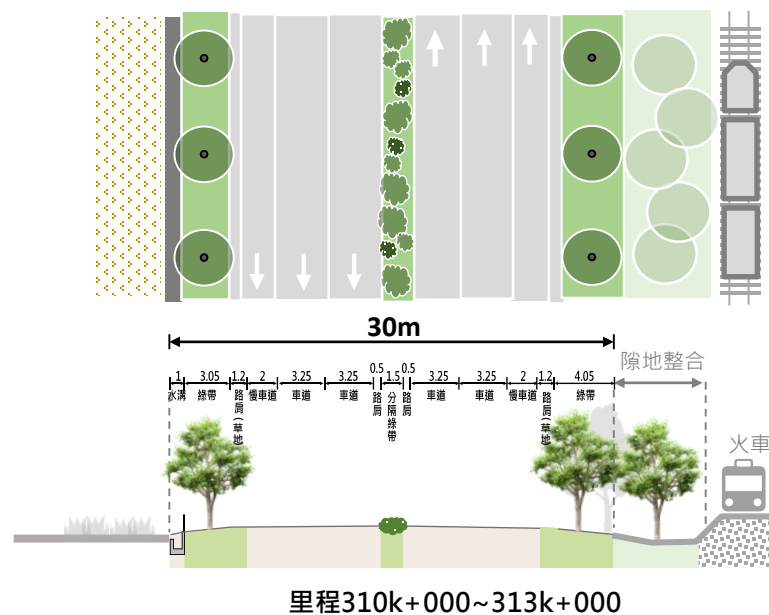 30m
隙地整合
1 3.05 1.2 2 3.25 3.25 0.5 1.5 0.5 3.25 3.25 2 1.2 4.05
水溝 綠帶 路肩(草地) 慢車道 車道 車道 路肩 分隔綠帶 路肩 車道 車道 慢車道 路肩(草地) 綠帶
火車
里程310k+000~313k+000